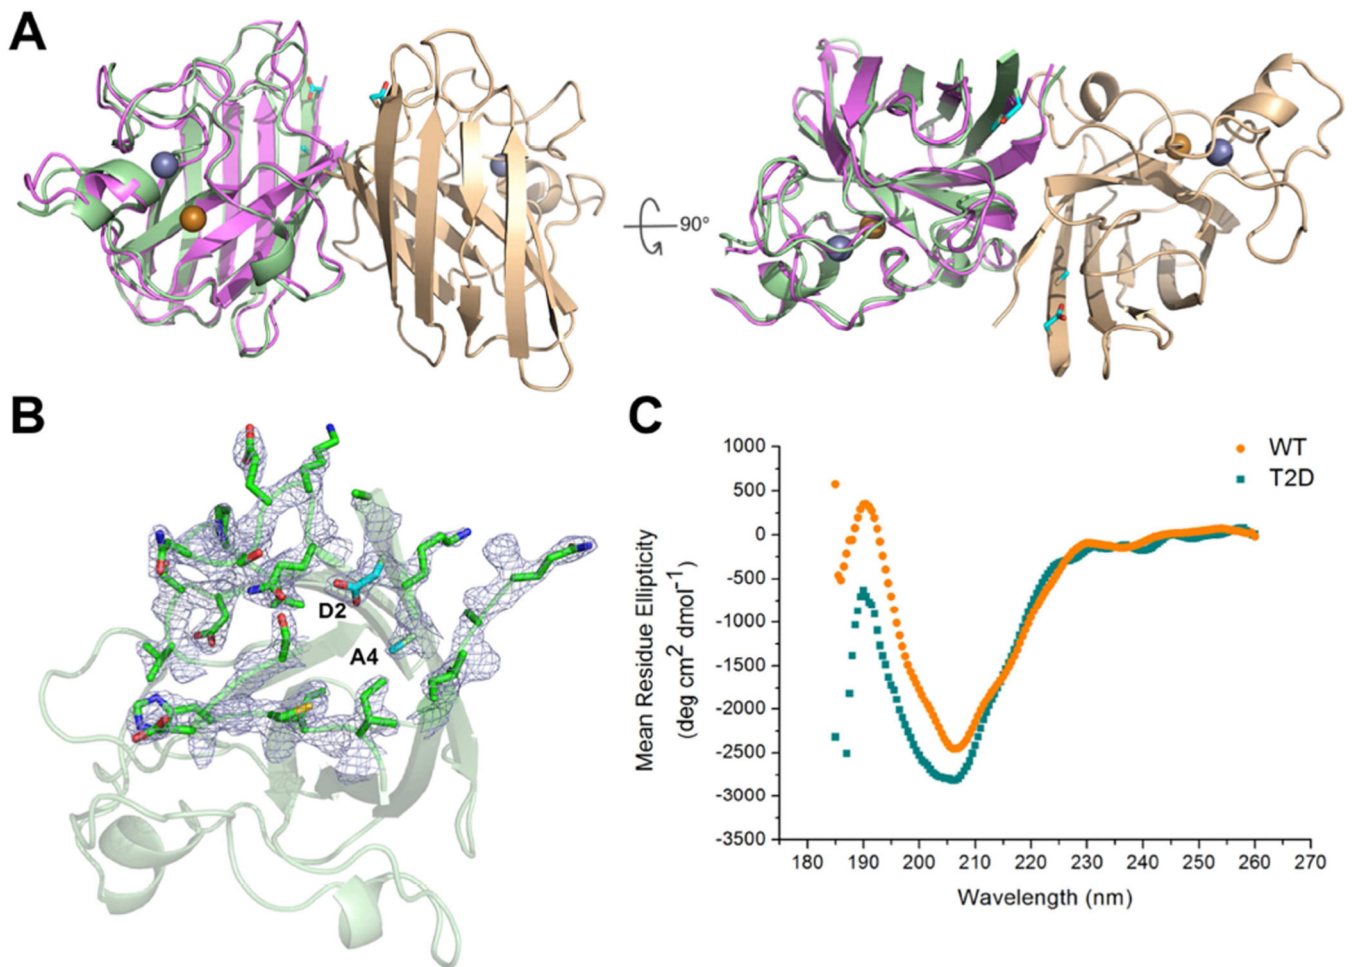 A
90°
B
D2
A4
C
WT
T2D
Mean Residue Ellipticity
(deg cm² dmol⁻¹)
1000
500
0
-500
-1000
-1500
-2000
-2500
-3000
-3500
180 190 200 210 220 230 240 250 260 270
Wavelength (nm)